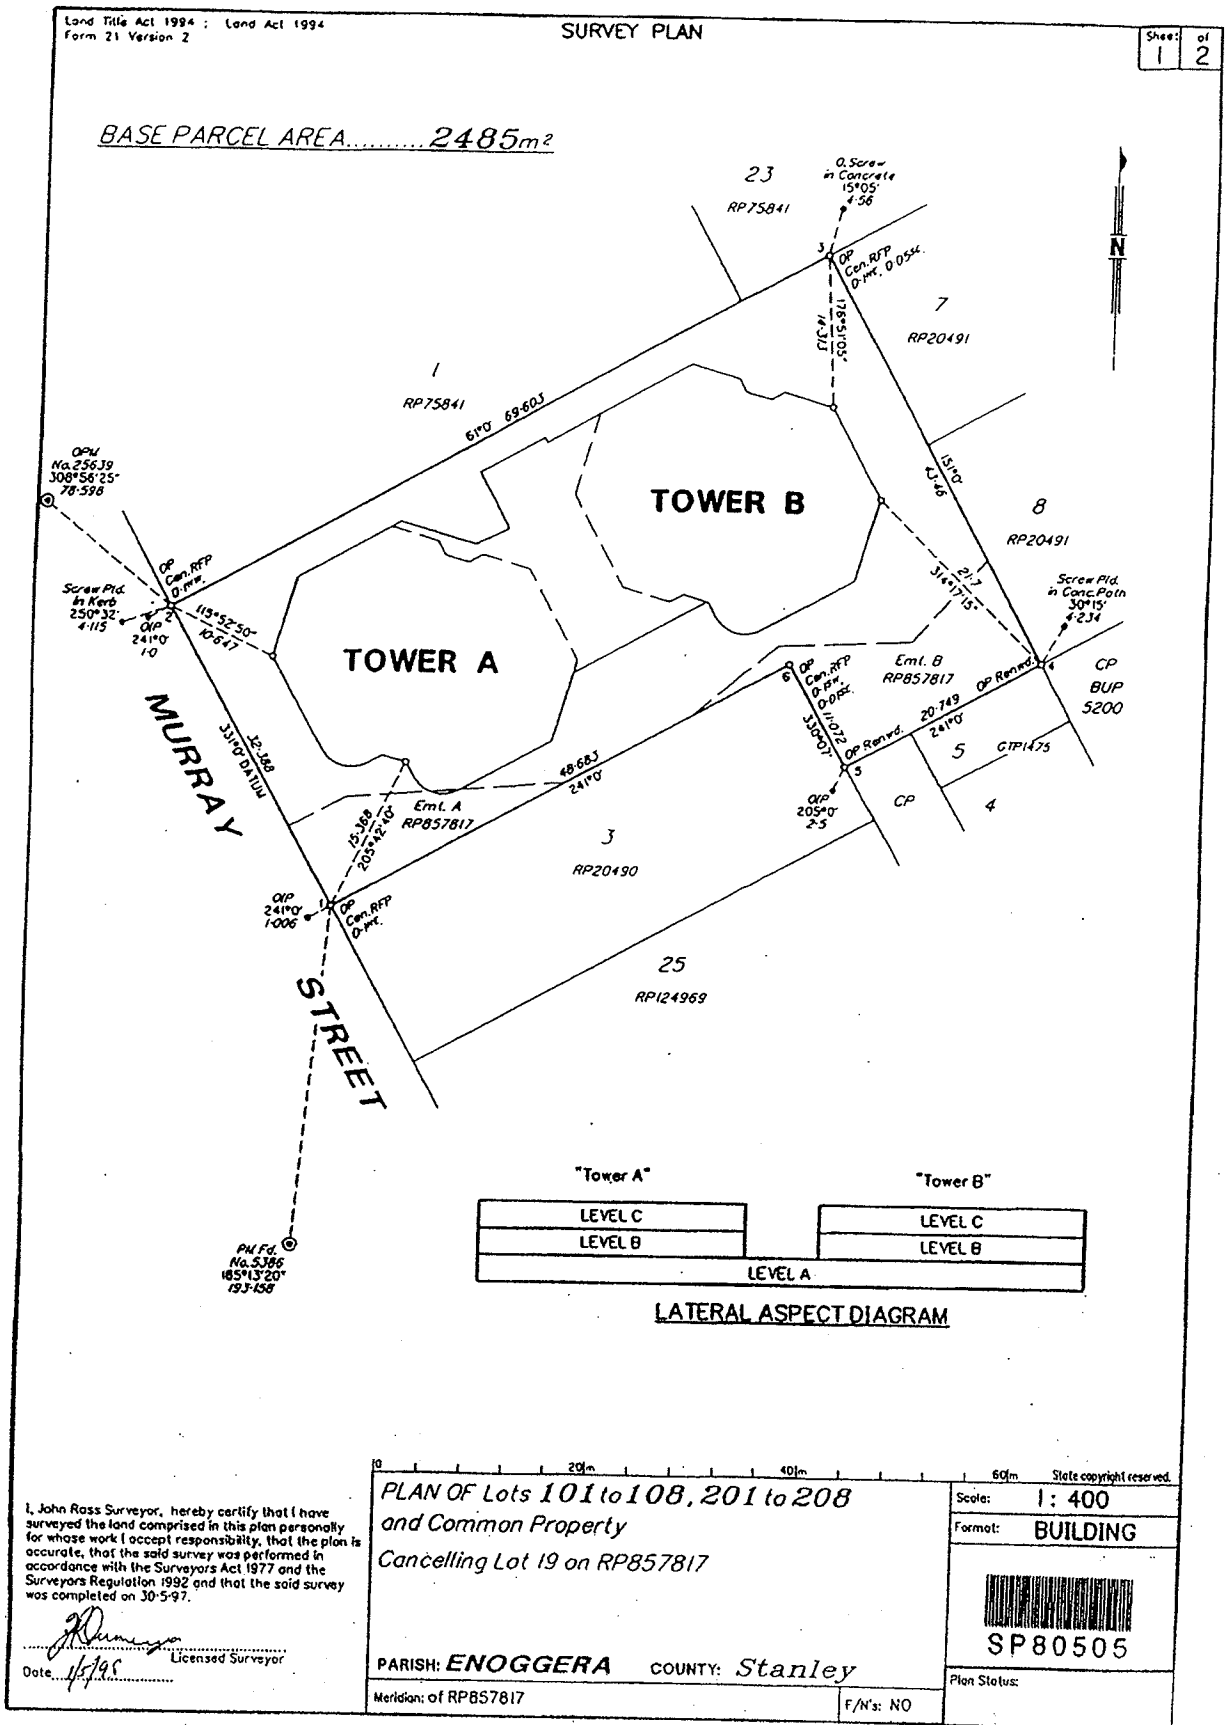 Land Title Act 1994 ; Land Act 1994
Form 21 Version 2
SURVEY PLAN
Sheet of
1 2
BASE PARCEL AREA.......... 2485m²
23
RP75841
O.Screw
in Concrete
15°05'
4·56
N
3
OP
Cen.RFP
176°51'05"
14·313
7
RP20491
1
RP75841
61°0' 69·603
151°0'
43·46
8
RP20491
OPM
No.25639
308°56'25"
78·598
TOWER B
OP
Cen.RFP
Screw Pld.
in Kerb
250°32'
4·115
2
OIP
241°0'
1·0
115°52'50"
10·647
21·7
314°17'15"
Screw Pld.
in Conc.Path
30°15'
4·234
TOWER A
6
OP
Cen.RFP
Emt. B
RP857817
OP Renwd.
4
CP
BUP
5200
MURRAY
331°0' DATUM
32·388
330°07'
11·072
20·749
241°0'
OP Renwd.
5
5
GTP1475
48·683
241°0'
Emt. A
RP857817
15·368
205°42'40"
OIP
205°0'
2·5
CP
4
3
RP20490
OIP
241°0'
1·006
1
OP
Cen.RFP
25
RP124969
STREET
"Tower A" "Tower B"
LEVEL C LEVEL C
LEVEL B LEVEL B
LEVEL A
LATERAL ASPECT DIAGRAM
PM Fd.
No.5386
185°13'20"
193·158
0 20m 40m 60m State copyright reserved.
I, John Ross Surveyor, hereby certify that I have
surveyed the land comprised in this plan personally
for whose work I accept responsibility, that the plan is
accurate, that the said survey was performed in
accordance with the Surveyors Act 1977 and the
Surveyors Regulation 1992 and that the said survey
was completed on 30·5·97.
Licensed Surveyor
Date
PLAN OF Lots 101 to 108, 201 to 208
and Common Property
Cancelling Lot 19 on RP857817
PARISH: ENOGGERA COUNTY: Stanley
Meridian: of RP857817 F/N's: NO
Scale: 1: 400
Format: BUILDING
SP80505
Plan Status: